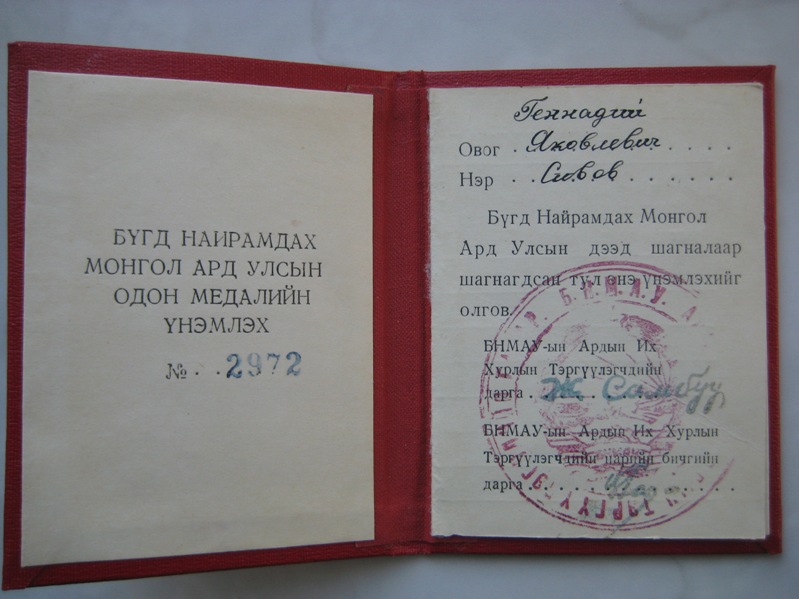 БҮГД НАЙРАМДАХ
МОНГОЛ АРД УЛСЫН
ОДОН МЕДАЛИЙН
ҮНЭМЛЭХ
№ . . 2972
Геннадий
Овог . Яковлевич . . . .
Нэр . . Сивов . . . . . .
Бүгд Найрамдах Монгол
Ард Улсын дээд шагналаар
шагнагдсан тул энэ үнэмлэхийг
олгов.
БНМАУ-ын Ардын Их
Хурлын Тэргүүлэгчдийн
дарга . Ж Самбуу
БНМАУ-ын Ардын Их Хурлын
Тэргүүлэгчдийн нарийн бичгийн
дарга . . . . . .
Б.Н.М.А.У.